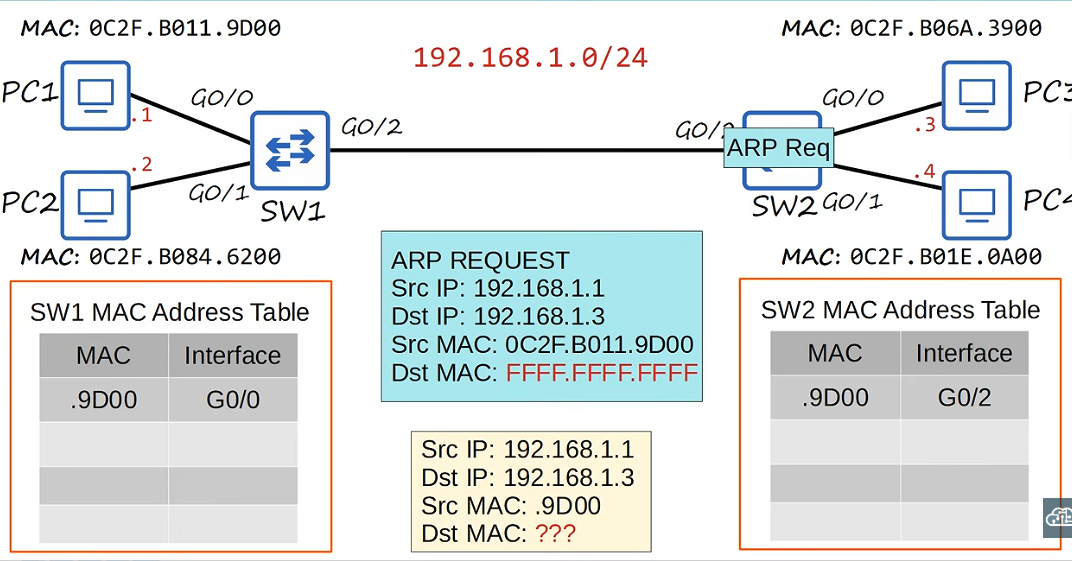 MAC: 0C2F.B011.9D00
MAC: 0C2F.B06A.3900
192.168.1.0/24
PC1
.1
G0/0
G0/2
G0/2
ARP Req
G0/0
.3
PC3
PC2
.2
G0/1
SW1
SW2
G0/1
.4
PC4
MAC: 0C2F.B084.6200
MAC: 0C2F.B01E.0A00
ARP REQUEST
Src IP: 192.168.1.1
Dst IP: 192.168.1.3
Src MAC: 0C2F.B011.9D00
Dst MAC: FFFF.FFFF.FFFF
SW1 MAC Address Table
MAC Interface
.9D00 G0/0
SW2 MAC Address Table
MAC Interface
.9D00 G0/2
Src IP: 192.168.1.1
Dst IP: 192.168.1.3
Src MAC: .9D00
Dst MAC: ???